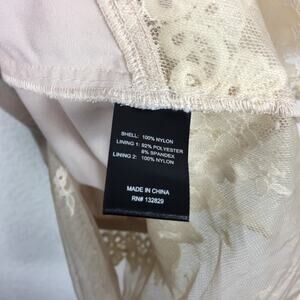 SHELL: 100% NYLON
LINING 1: 92% POLYESTER
8% SPANDEX
LINING 2: 100% NYLON
MADE IN CHINA
RN# 132829